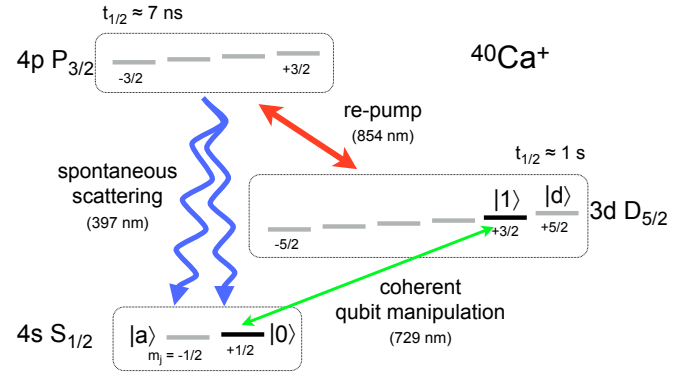 t1/2 ≈ 7 ns
4p P3/2
-3/2
+3/2
40Ca+
re-pump
(854 nm)
t1/2 ≈ 1 s
spontaneous
scattering
(397 nm)
|1⟩
|d⟩
3d D5/2
-5/2
+3/2
+5/2
coherent
qubit manipulation
(729 nm)
4s S1/2
|a⟩
|0⟩
mj = -1/2
+1/2